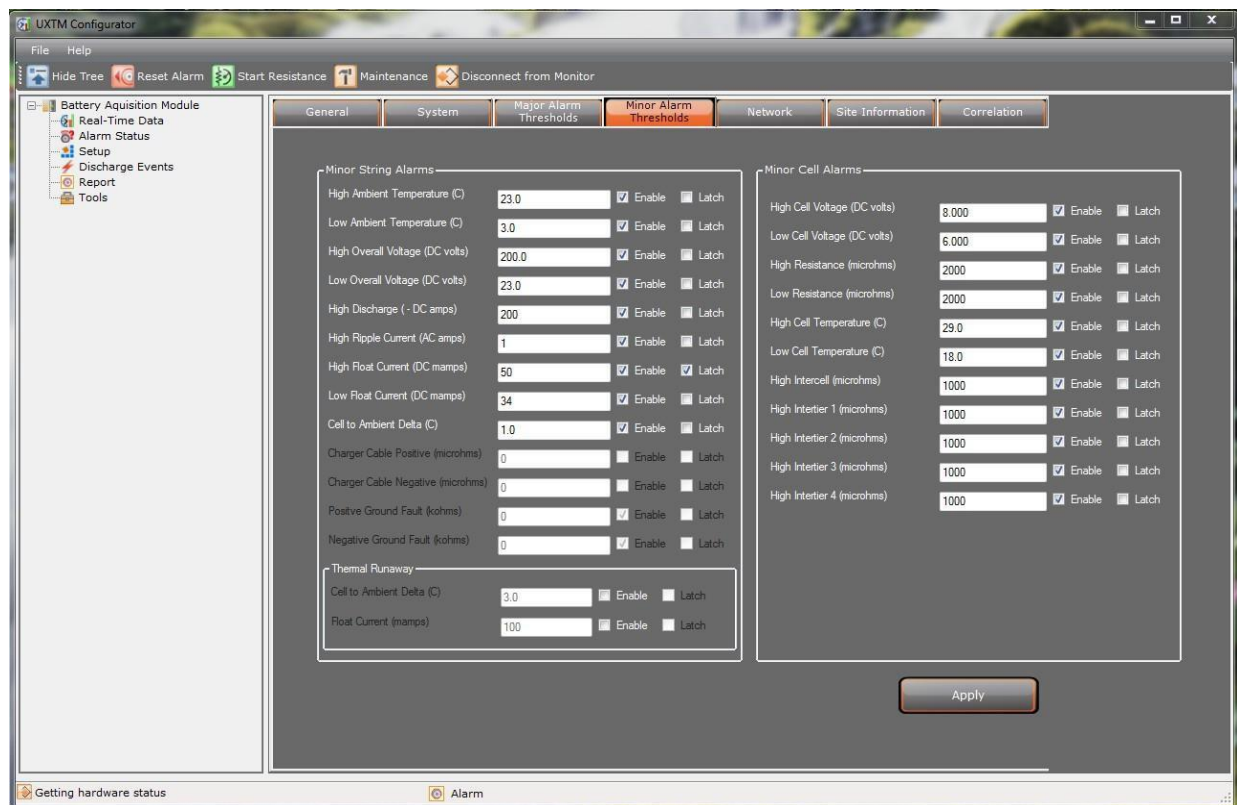 UXTM Configurator
File Help
Hide Tree Reset Alarm Start Resistance Maintenance Disconnect from Monitor
Battery Aquisition Module
Real-Time Data
Alarm Status
Setup
Discharge Events
Report
Tools
General System Major Alarm Thresholds Minor Alarm Thresholds Network Site Information Correlation
Minor String Alarms
High Ambient Temperature (C) 23.0 Enable Latch
Low Ambient Temperature (C) 3.0 Enable Latch
High Overall Voltage (DC volts) 200.0 Enable Latch
Low Overall Voltage (DC volts) 23.0 Enable Latch
High Discharge ( - DC amps) 200 Enable Latch
High Ripple Current (AC amps) 1 Enable Latch
High Float Current (DC mamps) 50 Enable Latch
Low Float Current (DC mamps) 34 Enable Latch
Cell to Ambient Delta (C) 1.0 Enable Latch
Charger Cable Positive (microhms) 0 Enable Latch
Charger Cable Negative (microhms) 0 Enable Latch
Positve Ground Fault (kohms) 0 Enable Latch
Negative Ground Fault (kohms) 0 Enable Latch
Thermal Runaway
Cell to Ambient Delta (C) 3.0 Enable Latch
Float Current (mamps) 100 Enable Latch
Minor Cell Alarms
High Cell Voltage (DC volts) 8.000 Enable Latch
Low Cell Voltage (DC volts) 6.000 Enable Latch
High Resistance (microhms) 2000 Enable Latch
Low Resistance (microhms) 2000 Enable Latch
High Cell Temperature (C) 29.0 Enable Latch
Low Cell Temperature (C) 18.0 Enable Latch
High Intercell (microhms) 1000 Enable Latch
High Intertier 1 (microhms) 1000 Enable Latch
High Intertier 2 (microhms) 1000 Enable Latch
High Intertier 3 (microhms) 1000 Enable Latch
High Intertier 4 (microhms) 1000 Enable Latch
Apply
Getting hardware status Alarm